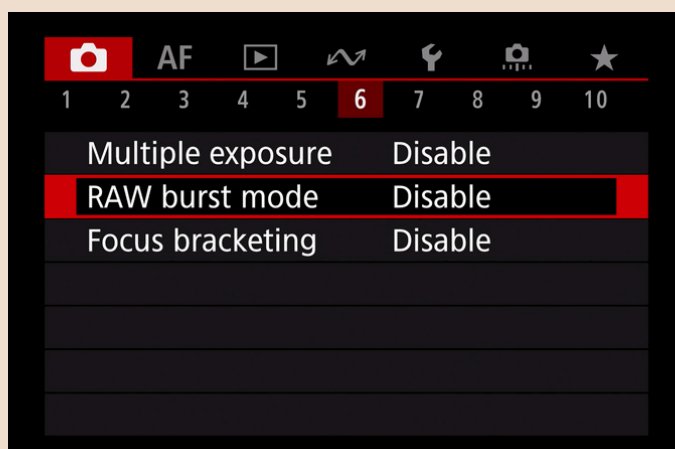 AF
1 2 3 4 5 6 7 8 9 10
Multiple exposure Disable
RAW burst mode Disable
Focus bracketing Disable